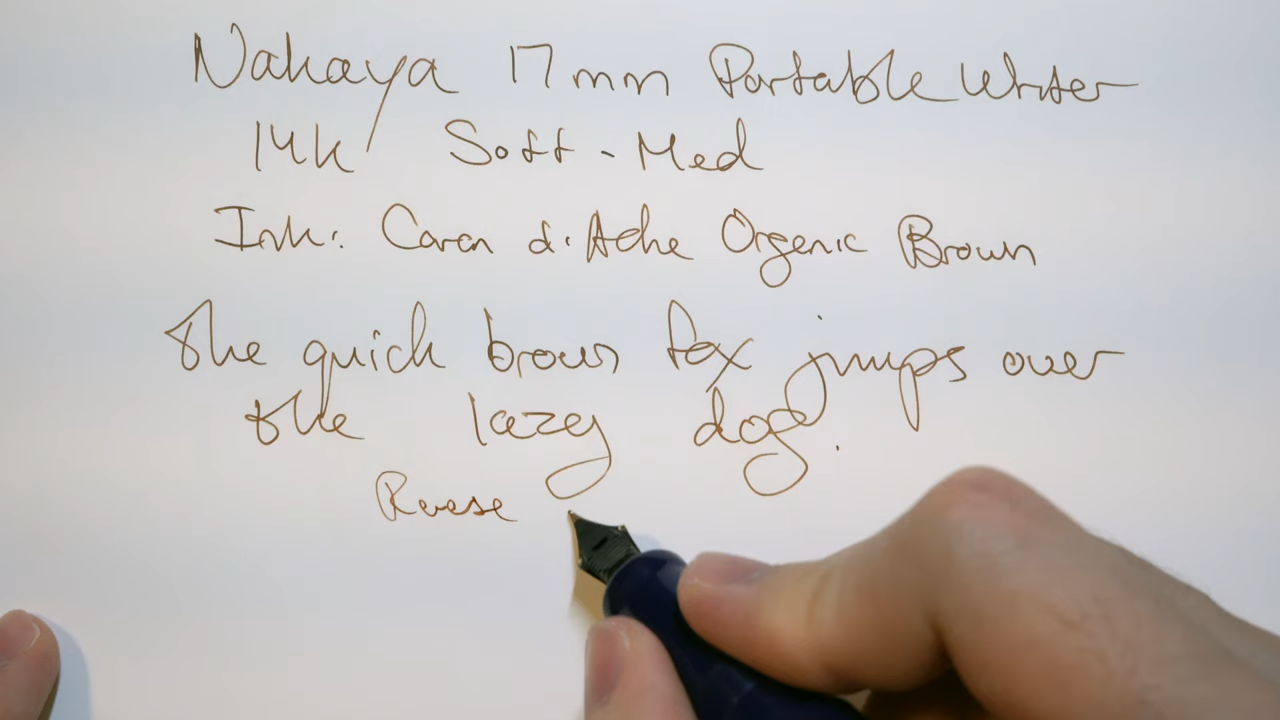 Nakaya 17mm Portable Writer
14k Soft-Med
Ink: Caran d'Ache Organic Brown
The quick brown fox jumps over
the lazy dog.
Reese